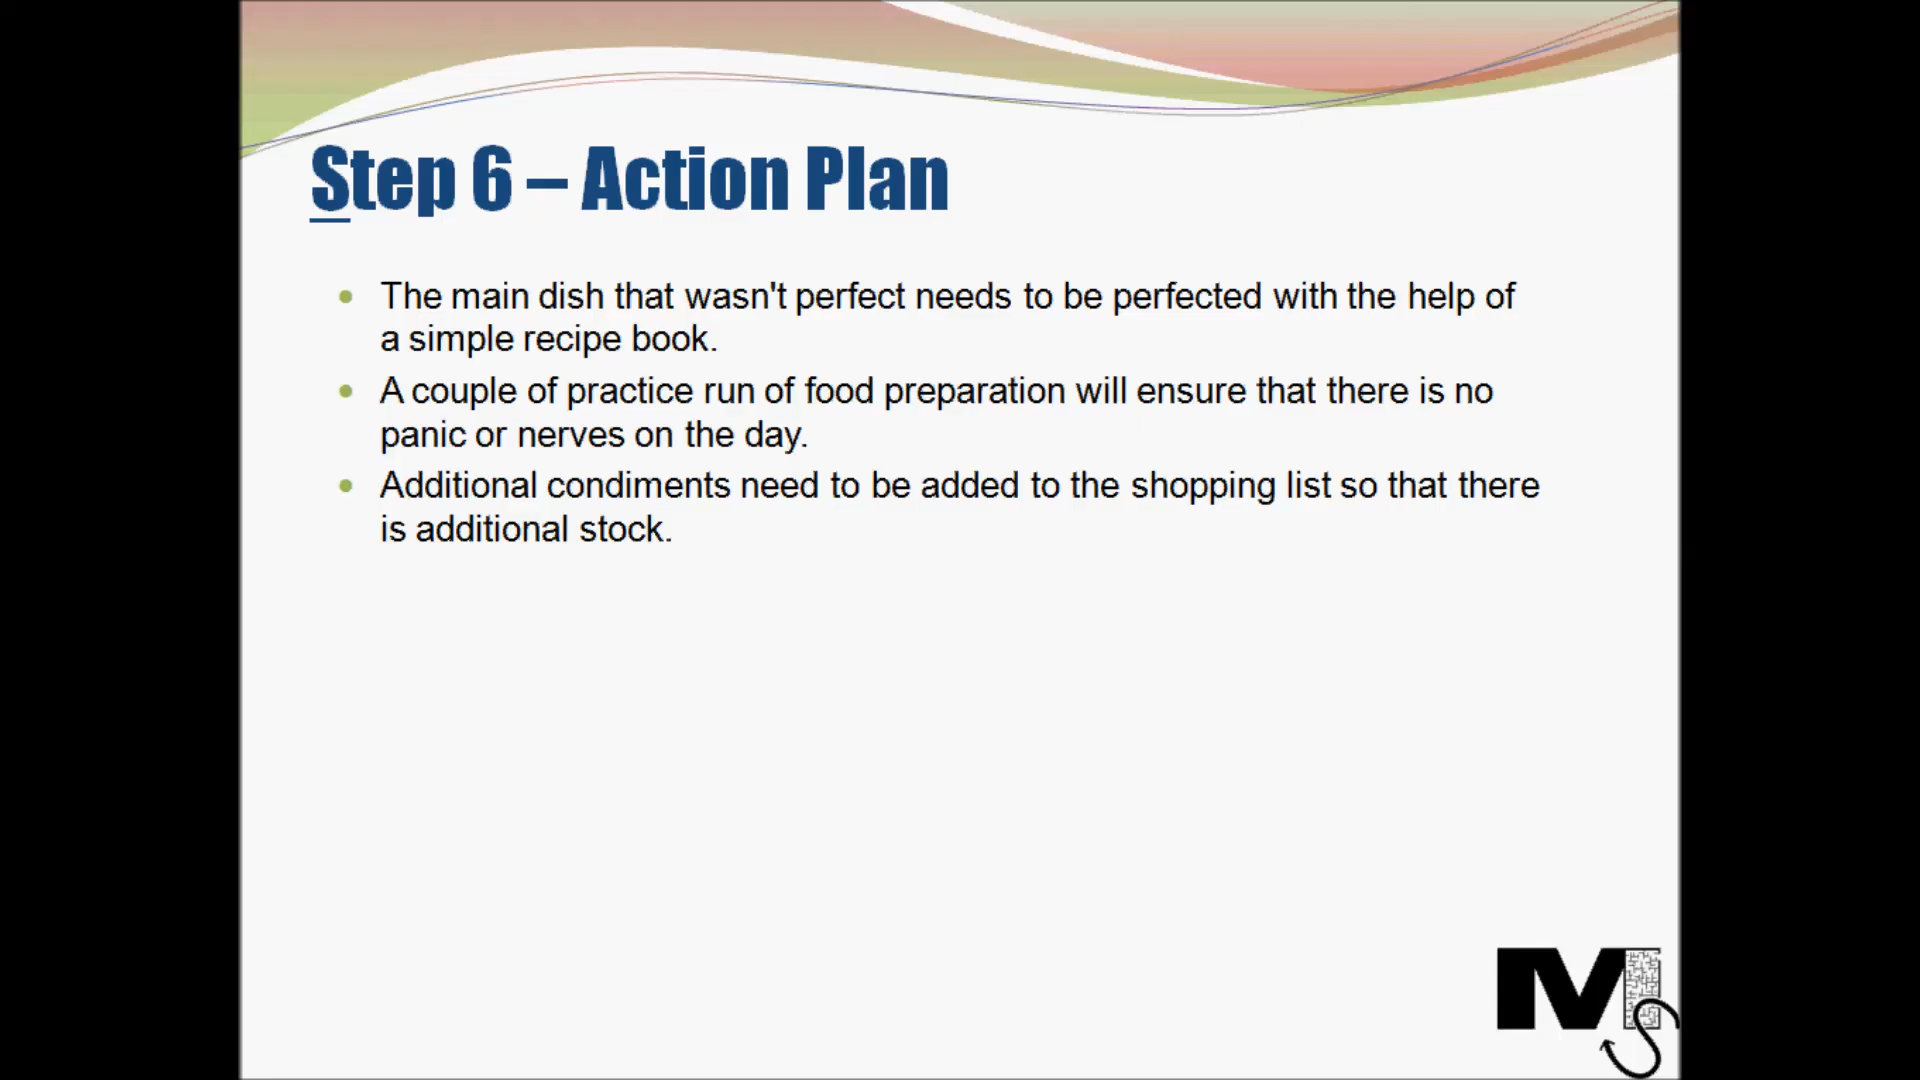 Step 6 – Action Plan
The main dish that wasn't perfect needs to be perfected with the help of
a simple recipe book.
A couple of practice run of food preparation will ensure that there is no
panic or nerves on the day.
Additional condiments need to be added to the shopping list so that there
is additional stock.
MS